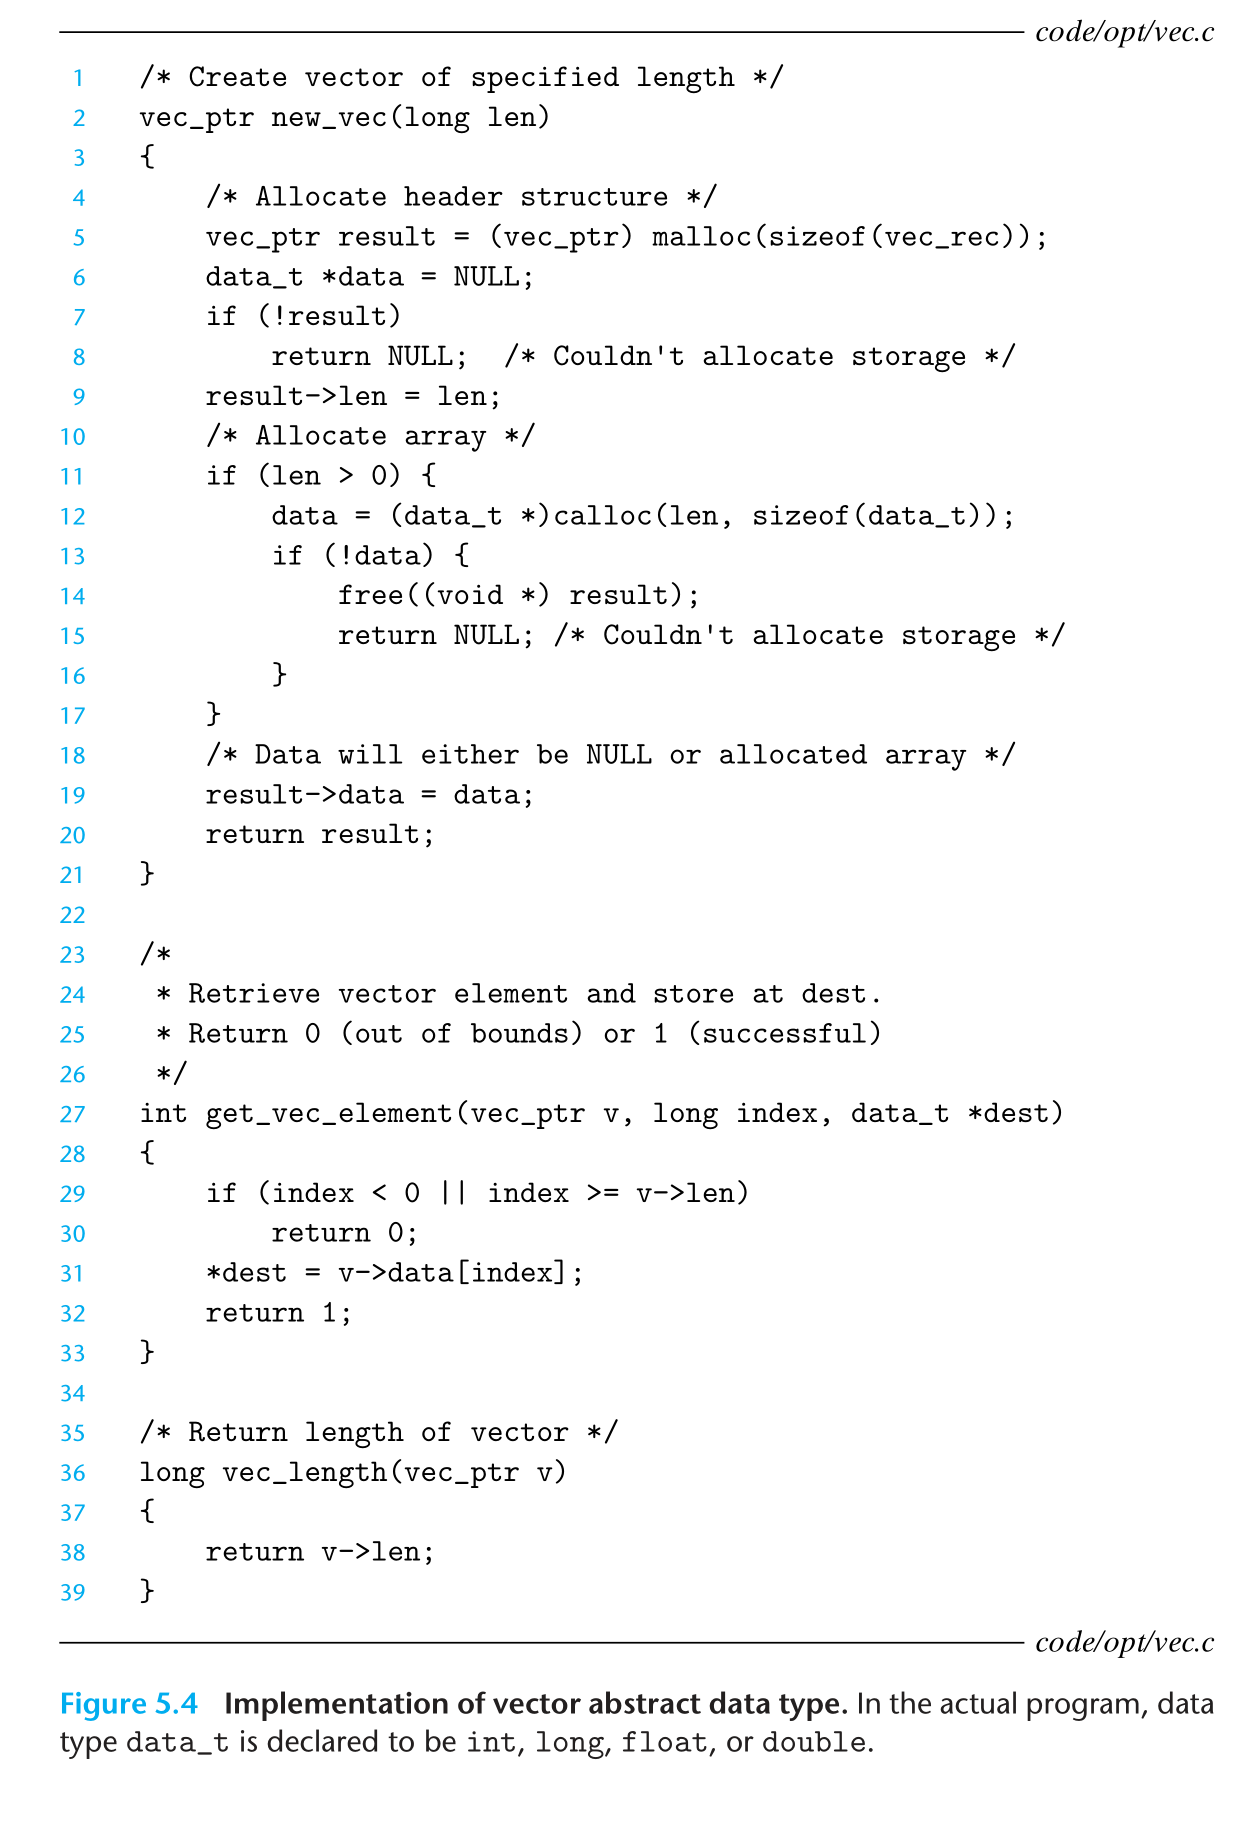 code/opt/vec.c
1 /* Create vector of specified length */
2 vec_ptr new_vec(long len)
3 {
4     /* Allocate header structure */
5     vec_ptr result = (vec_ptr) malloc(sizeof(vec_rec));
6     data_t *data = NULL;
7     if (!result)
8         return NULL;  /* Couldn't allocate storage */
9     result->len = len;
10     /* Allocate array */
11     if (len > 0) {
12         data = (data_t *)calloc(len, sizeof(data_t));
13         if (!data) {
14             free((void *) result);
15             return NULL; /* Couldn't allocate storage */
16         }
17     }
18     /* Data will either be NULL or allocated array */
19     result->data = data;
20     return result;
21 }
22
23 /*
24  * Retrieve vector element and store at dest.
25  * Return 0 (out of bounds) or 1 (successful)
26  */
27 int get_vec_element(vec_ptr v, long index, data_t *dest)
28 {
29     if (index < 0 || index >= v->len)
30         return 0;
31     *dest = v->data[index];
32     return 1;
33 }
34
35 /* Return length of vector */
36 long vec_length(vec_ptr v)
37 {
38     return v->len;
39 }
code/opt/vec.c
Figure 5.4 Implementation of vector abstract data type. In the actual program, data
type data_t is declared to be int, long, float, or double.